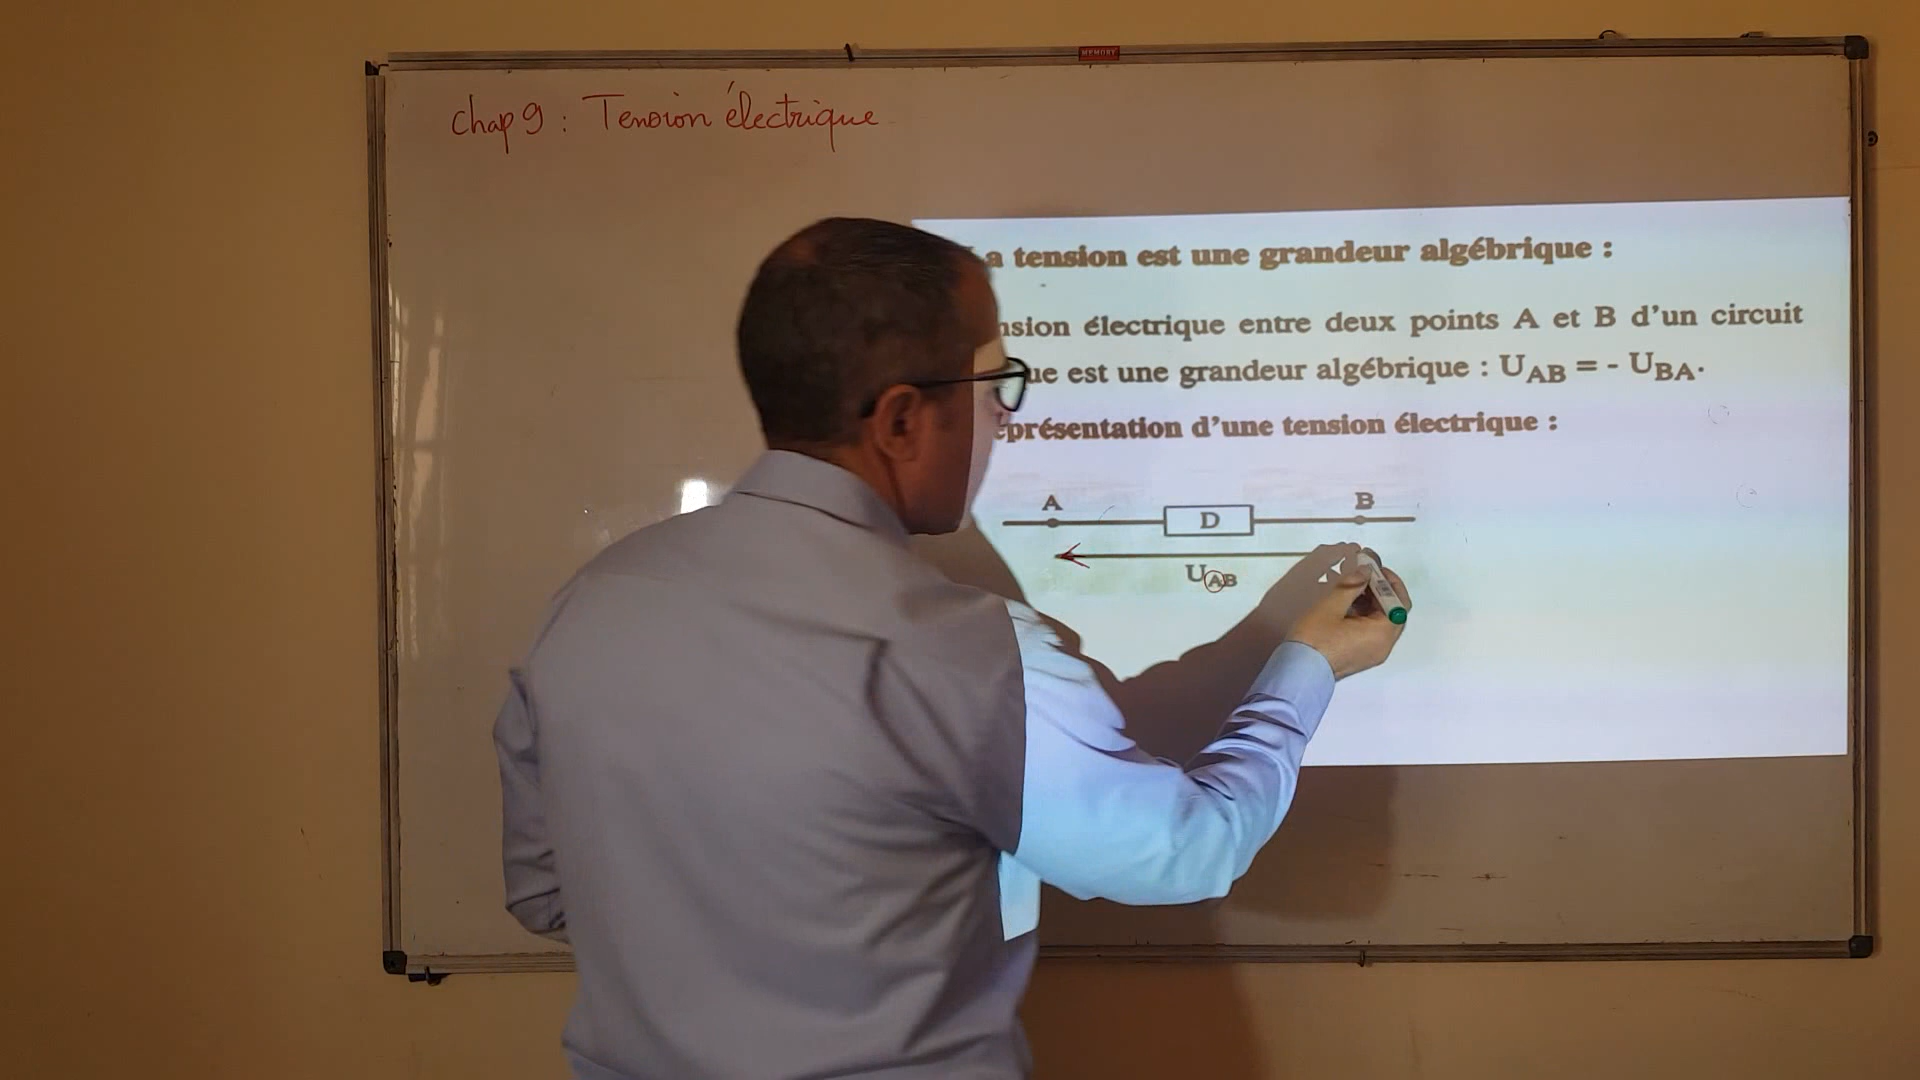 MEMORY
Chap 9 : Tension électrique
a tension est une grandeur algébrique :
nsion électrique entre deux points A et B d'un circuit
ue est une grandeur algébrique : UAB = - UBA.
eprésentation d'une tension électrique :
A B
D
UAB